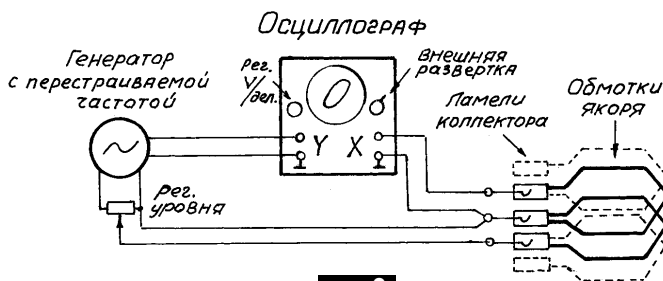 Осциллограф
Генератор
с перестраиваемой
частотой
рег.
V/дел.
Внешняя
развертка
Y X
Ламели
коллектора
Обмотки
якоря
Рег.
уровня